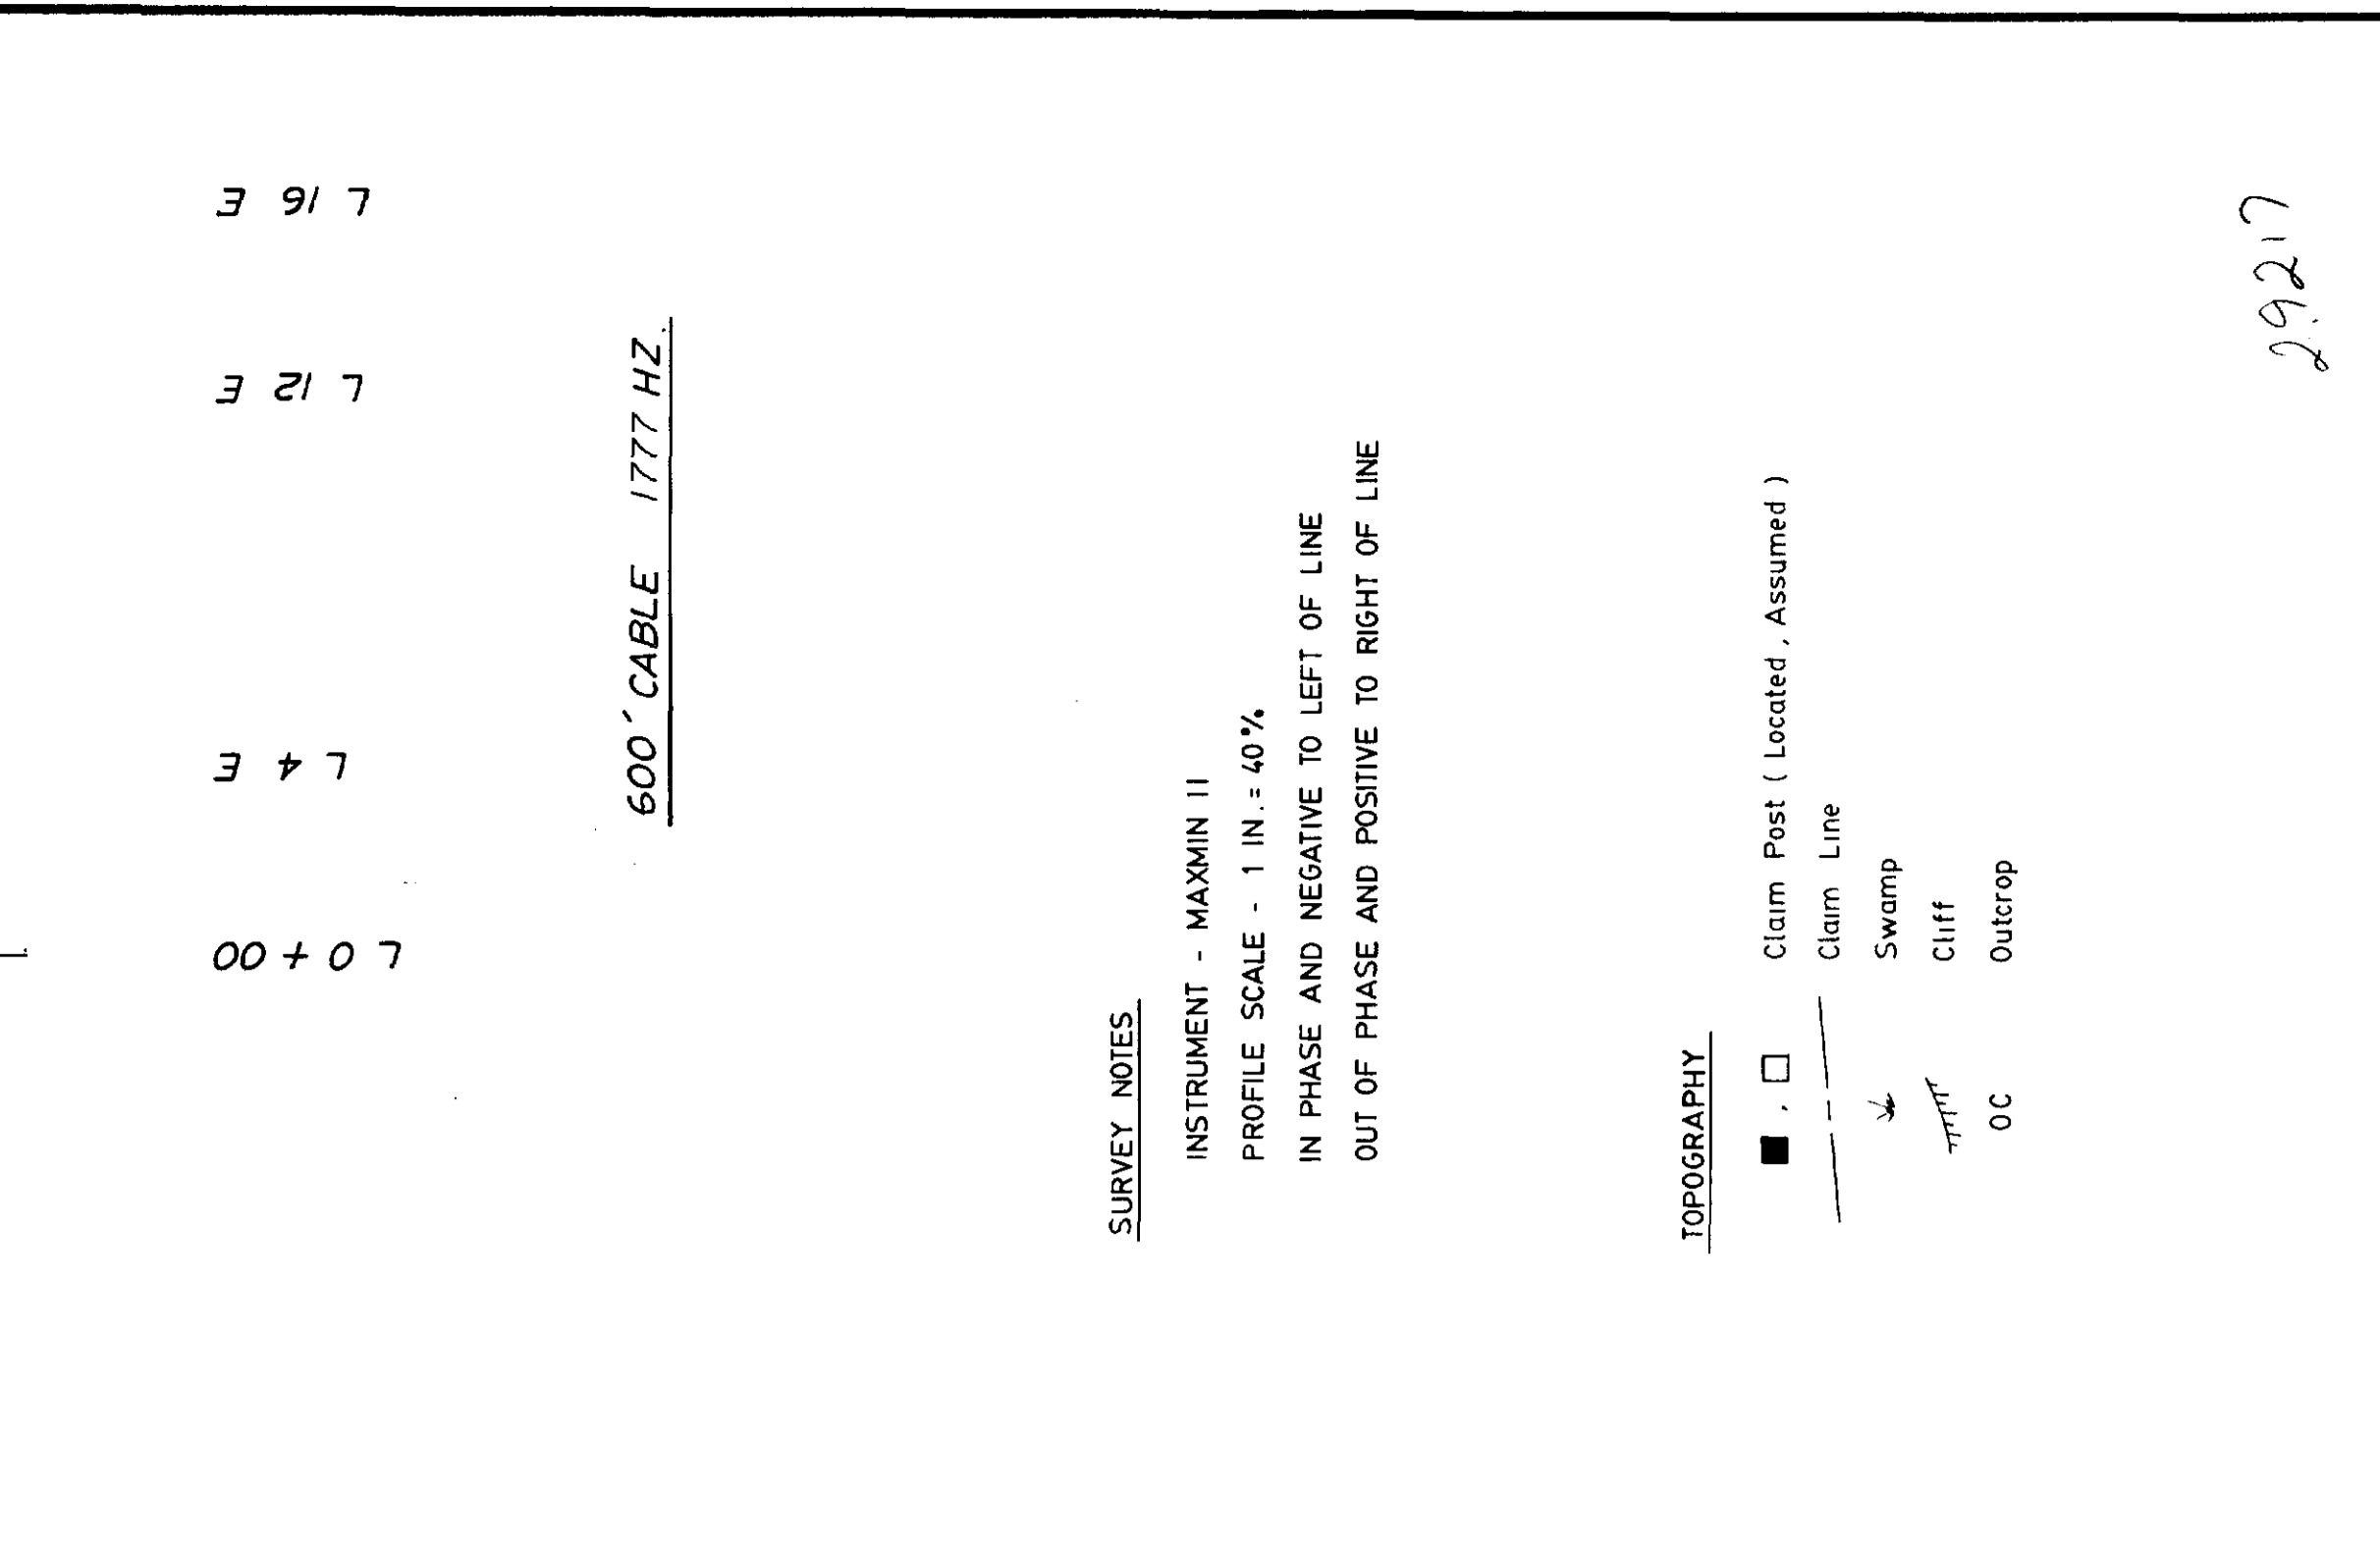 L 16 E
L 12 E
L 4 E
L 0 + 00
600' CABLE 1777 HZ.
SURVEY NOTES
INSTRUMENT - MAXMIN II
PROFILE SCALE - 1 IN. = 40%
IN PHASE AND NEGATIVE TO LEFT OF LINE
OUT OF PHASE AND POSITIVE TO RIGHT OF LINE
TOPOGRAPHY
Claim Post ( Located , Assumed )
Claim Line
Swamp
Cliff
OC Outcrop
2.9217